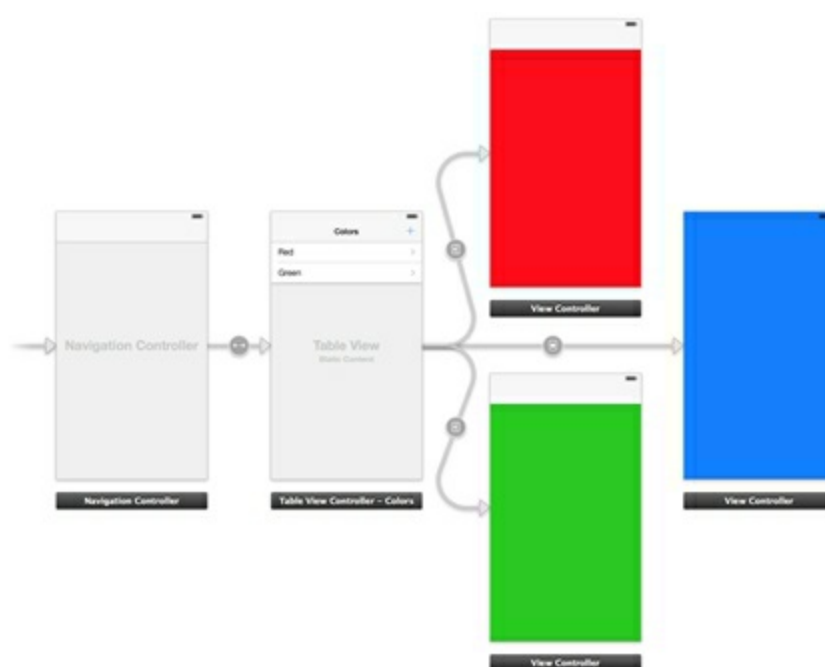 Navigation Controller
Navigation Controller
Colors
+
Red
Green
Table View
Static Content
Table View Controller - Colors
View Controller
View Controller
View Controller